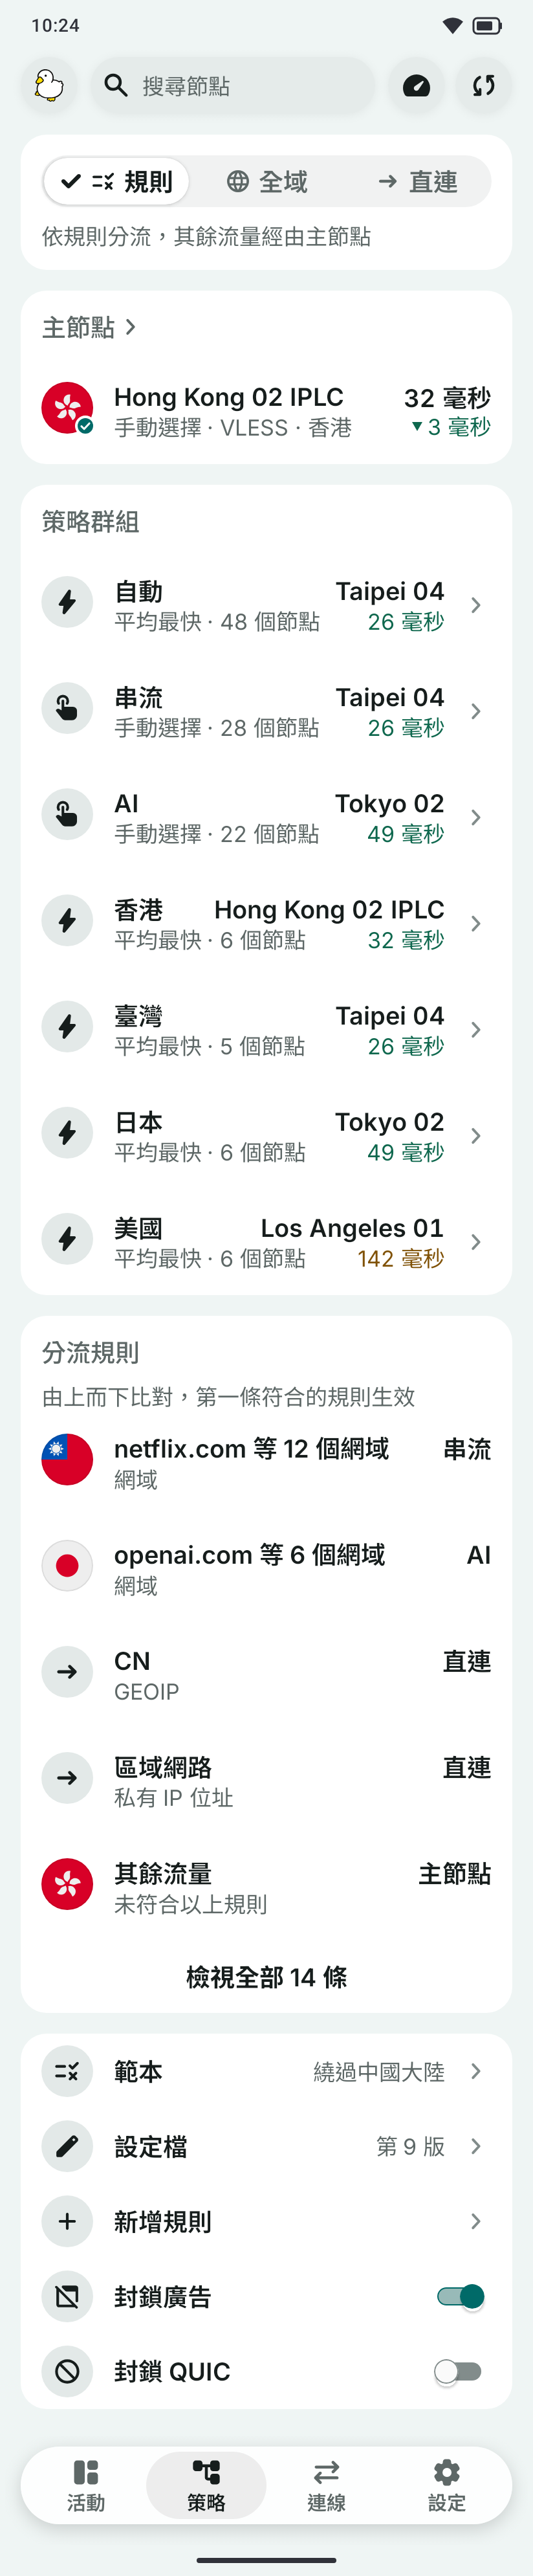 10:24
搜尋節點
規則
全域
直連
依規則分流，其餘流量經由主節點
主節點
Hong Kong 02 IPLC
32 毫秒
手動選擇 · VLESS · 香港
▼3 毫秒
策略群組
自動
Taipei 04
平均最快 · 48 個節點
26 毫秒
串流
Taipei 04
手動選擇 · 28 個節點
26 毫秒
AI
Tokyo 02
手動選擇 · 22 個節點
49 毫秒
香港
Hong Kong 02 IPLC
平均最快 · 6 個節點
32 毫秒
臺灣
Taipei 04
平均最快 · 5 個節點
26 毫秒
日本
Tokyo 02
平均最快 · 6 個節點
49 毫秒
美國
Los Angeles 01
平均最快 · 6 個節點
142 毫秒
分流規則
由上而下比對，第一條符合的規則生效
netflix.com 等 12 個網域
串流
網域
openai.com 等 6 個網域
AI
網域
CN
直連
GEOIP
區域網路
直連
私有 IP 位址
其餘流量
主節點
未符合以上規則
檢視全部 14 條
範本
繞過中國大陸
設定檔
第 9 版
新增規則
封鎖廣告
封鎖 QUIC
活動
策略
連線
設定